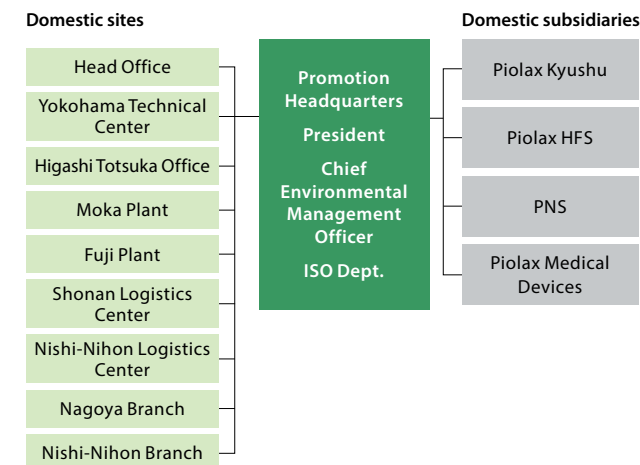 Domestic sites
Head Office
Yokohama Technical
Center
Higashi Totsuka Office
Moka Plant
Fuji Plant
Shonan Logistics
Center
Nishi-Nihon Logistics
Center
Nagoya Branch
Nishi-Nihon Branch
Promotion
Headquarters
President
Chief
Environmental
Management
Officer
ISO Dept.
Domestic subsidiaries
Piolax Kyushu
Piolax HFS
PNS
Piolax Medical
Devices